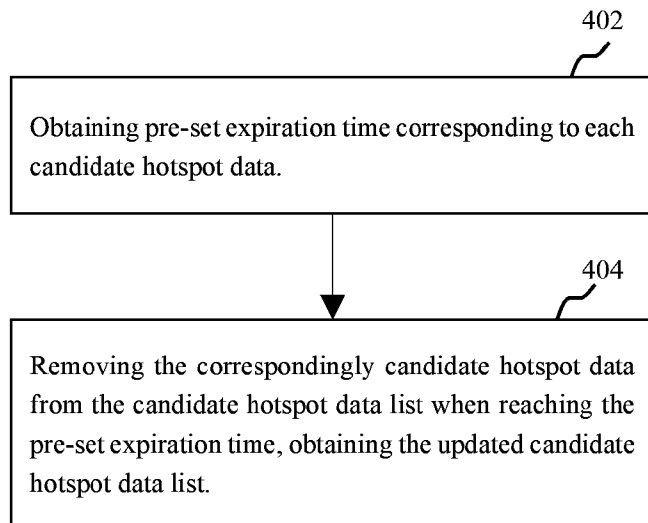 402
Obtaining pre-set expiration time corresponding to each
candidate hotspot data.
404
Removing the correspondingly candidate hotspot data
from the candidate hotspot data list when reaching the
pre-set expiration time, obtaining the updated candidate
hotspot data list.